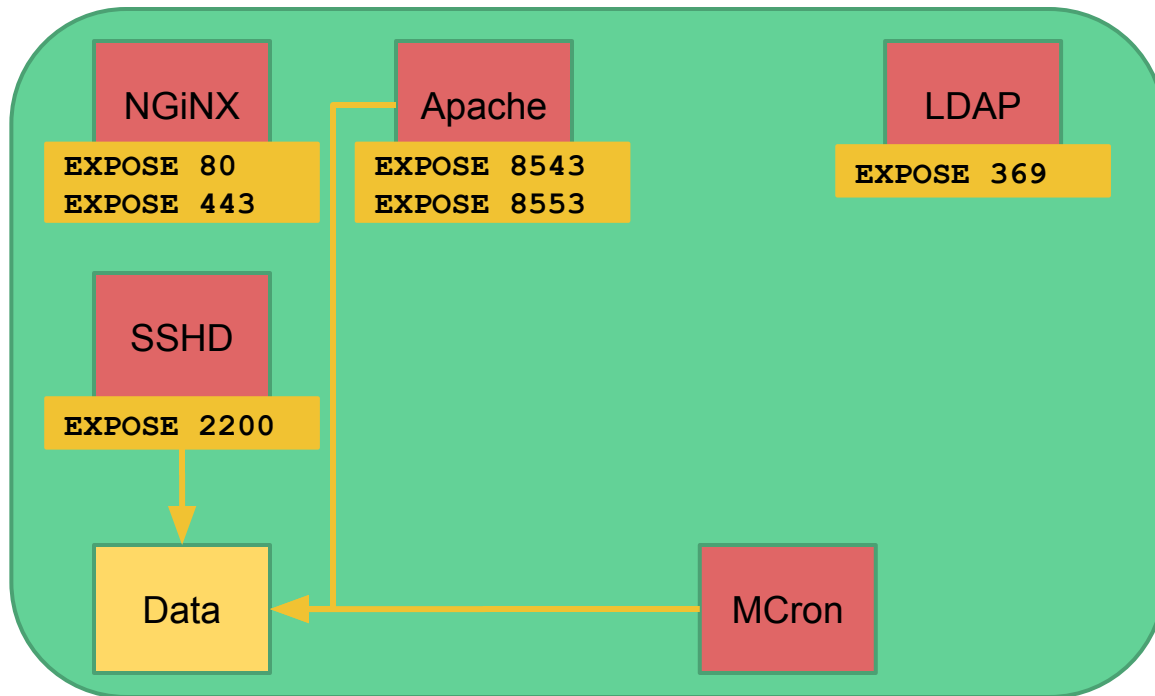 NGiNX
EXPOSE 80
EXPOSE 443
Apache
EXPOSE 8543
EXPOSE 8553
LDAP
EXPOSE 369
SSHD
EXPOSE 2200
Data
MCron